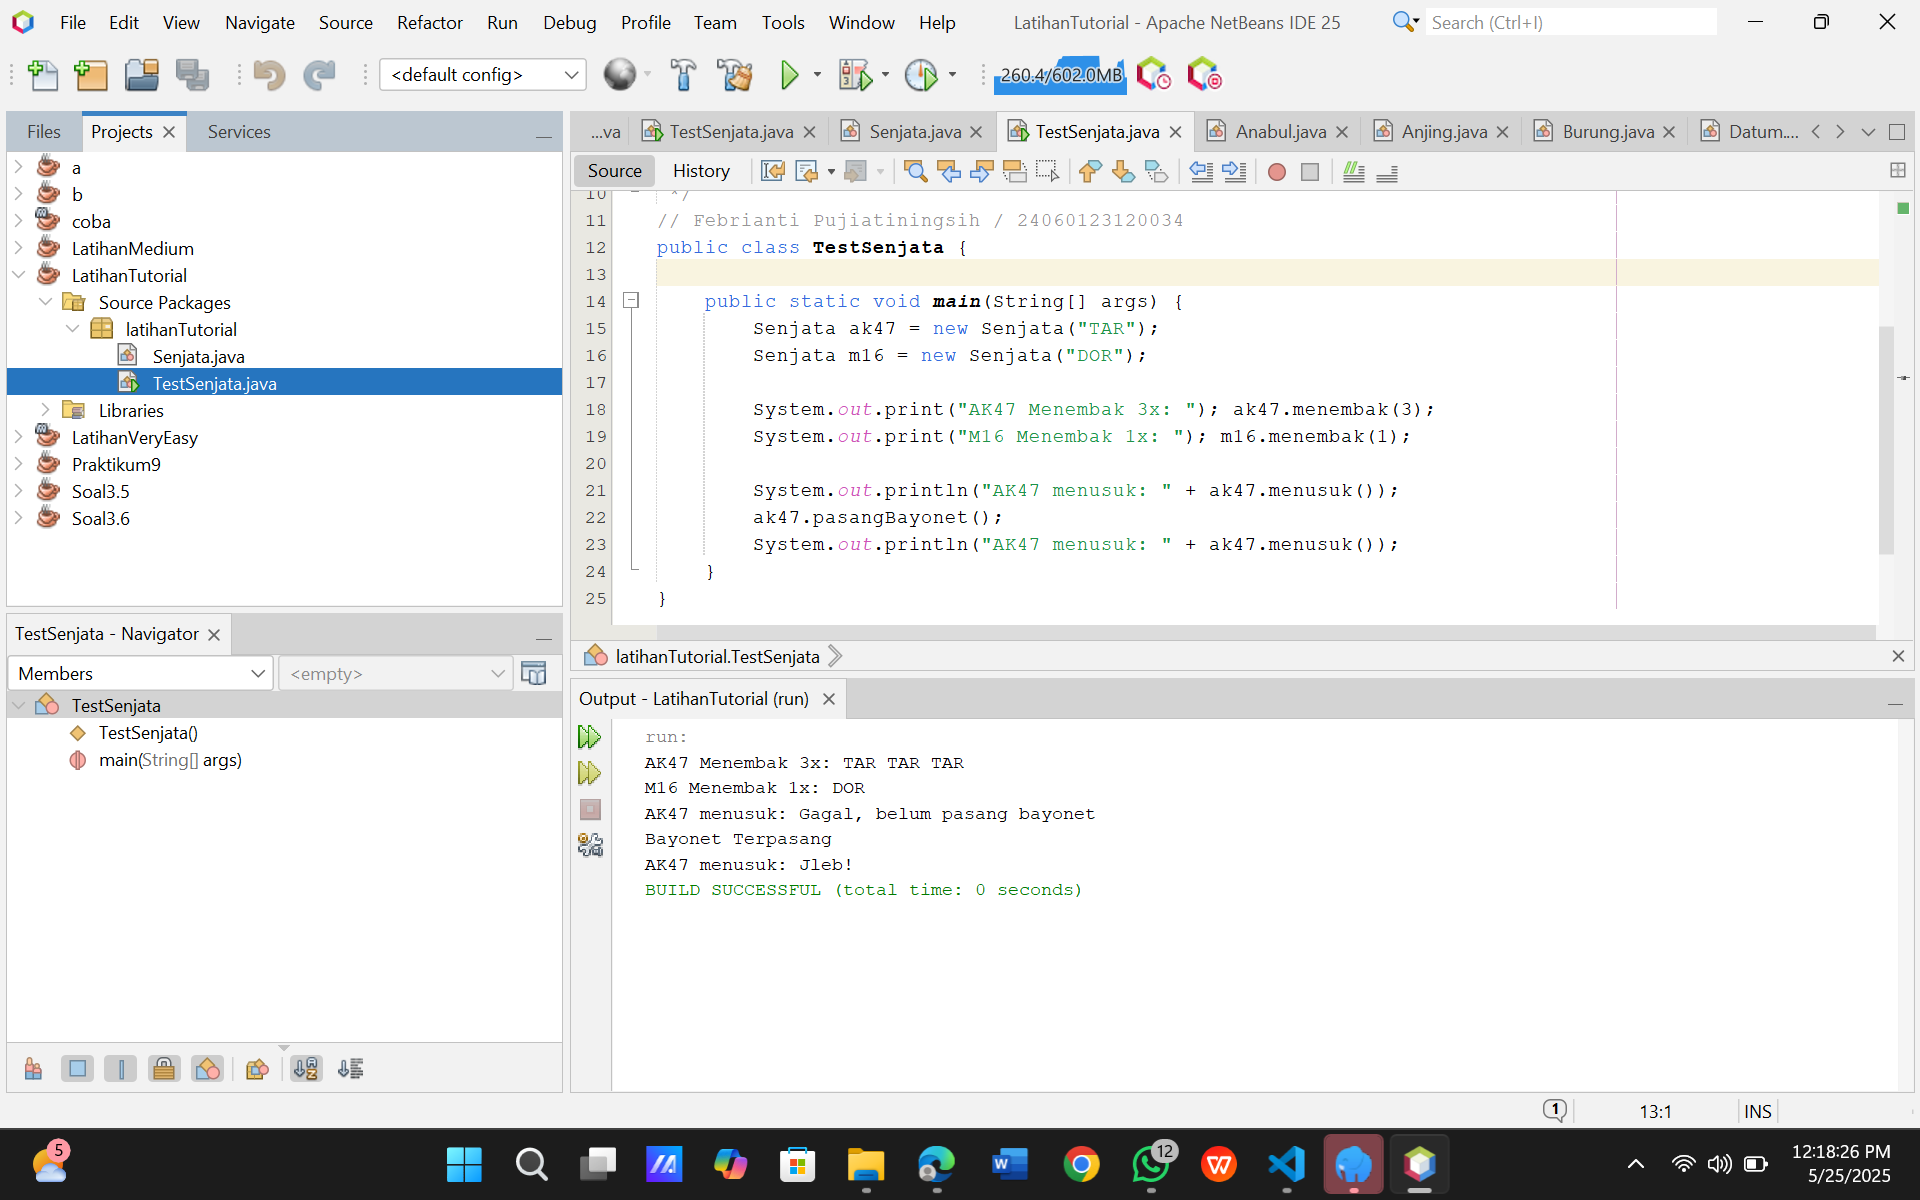 File Edit View Navigate Source Refactor Run Debug Profile Team Tools Window Help LatihanTutorial - Apache NetBeans IDE 25 Search (Ctrl+I)
<default config> 260.4/602.0MB
Files Projects Services
...va TestSenjata.java Senjata.java TestSenjata.java Anabul.java Anjing.java Burung.java Datum....
Source History
a
b
coba
LatihanMedium
LatihanTutorial
Source Packages
latihanTutorial
Senjata.java
TestSenjata.java
Libraries
LatihanVeryEasy
Praktikum9
Soal3.5
Soal3.6
10 */
11 // Febrianti Pujiatiningsih / 24060123120034
12 public class TestSenjata {
13
14 public static void main(String[] args) {
15 Senjata ak47 = new Senjata("TAR");
16 Senjata m16 = new Senjata("DOR");
17
18 System.out.print("AK47 Menembak 3x: "); ak47.menembak(3);
19 System.out.print("M16 Menembak 1x: "); m16.menembak(1);
20
21 System.out.println("AK47 menusuk: " + ak47.menusuk());
22 ak47.pasangBayonet();
23 System.out.println("AK47 menusuk: " + ak47.menusuk());
24 }
25 }
latihanTutorial.TestSenjata
TestSenjata - Navigator
Members <empty>
TestSenjata
TestSenjata()
main(String[] args)
Output - LatihanTutorial (run)
run:
AK47 Menembak 3x: TAR TAR TAR
M16 Menembak 1x: DOR
AK47 menusuk: Gagal, belum pasang bayonet
Bayonet Terpasang
AK47 menusuk: Jleb!
BUILD SUCCESSFUL (total time: 0 seconds)
1 13:1 INS
5 12 12:18:26 PM
5/25/2025